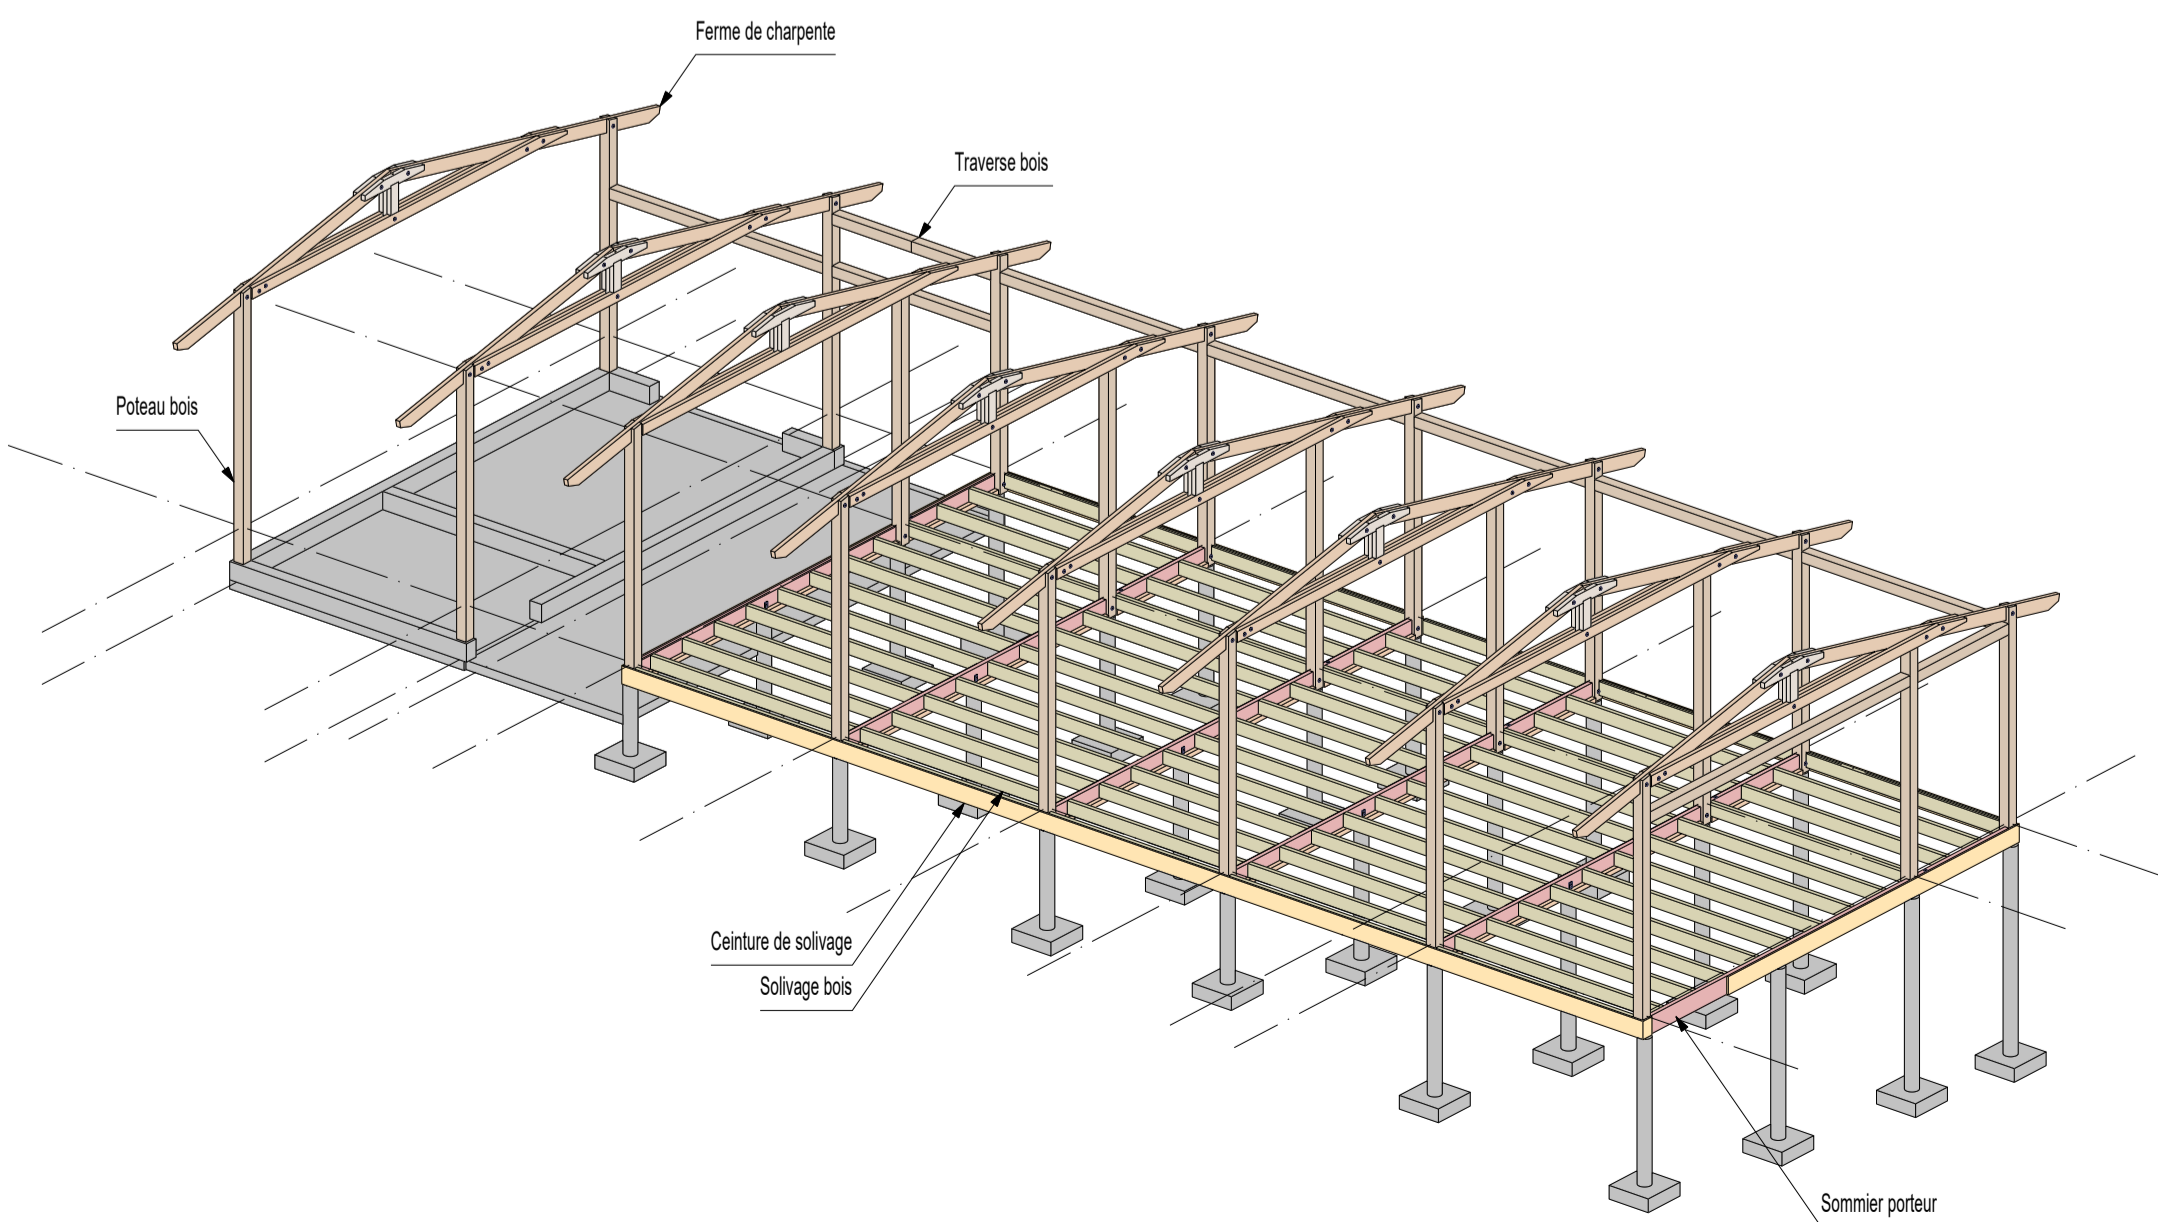 Ferme de charpente
Traverse bois
Poteau bois
Ceinture de solivage
Solivage bois
Sommier porteur